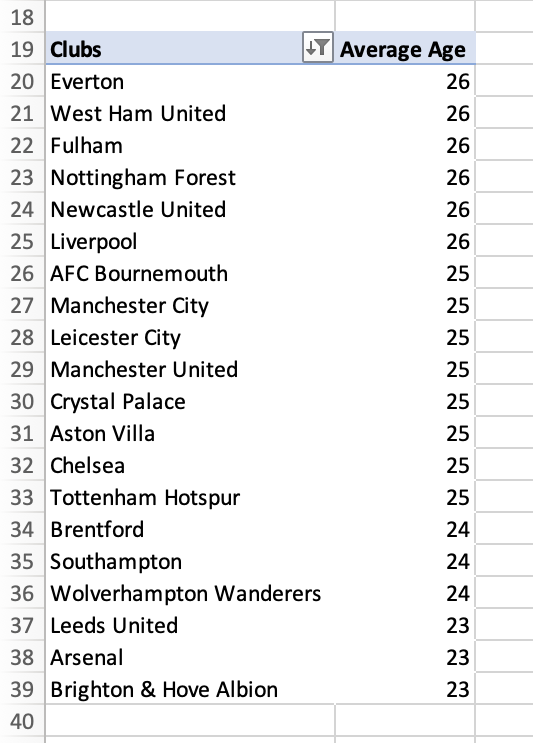 18
19 Clubs Average Age
20 Everton 26
21 West Ham United 26
22 Fulham 26
23 Nottingham Forest 26
24 Newcastle United 26
25 Liverpool 26
26 AFC Bournemouth 25
27 Manchester City 25
28 Leicester City 25
29 Manchester United 25
30 Crystal Palace 25
31 Aston Villa 25
32 Chelsea 25
33 Tottenham Hotspur 25
34 Brentford 24
35 Southampton 24
36 Wolverhampton Wanderers 24
37 Leeds United 23
38 Arsenal 23
39 Brighton & Hove Albion 23
40